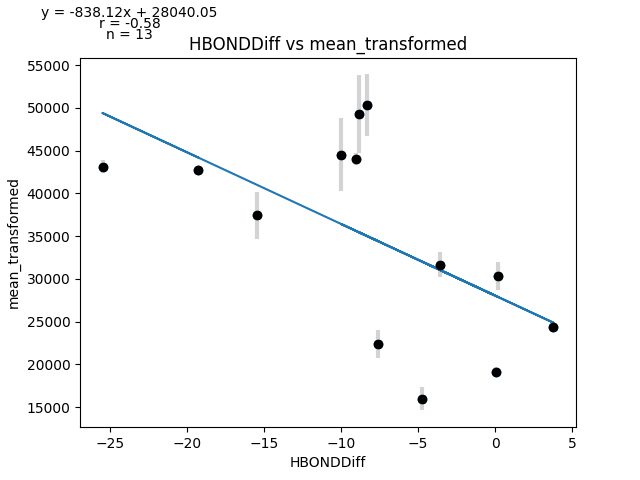 y = -838.12x + 28040.05
r = -0.58
n = 13
HBONDDiff vs mean_transformed
55000
50000
45000
40000
35000
30000
25000
20000
15000
mean_transformed
−25
−20
−15
−10
−5
0
5
HBONDDiff